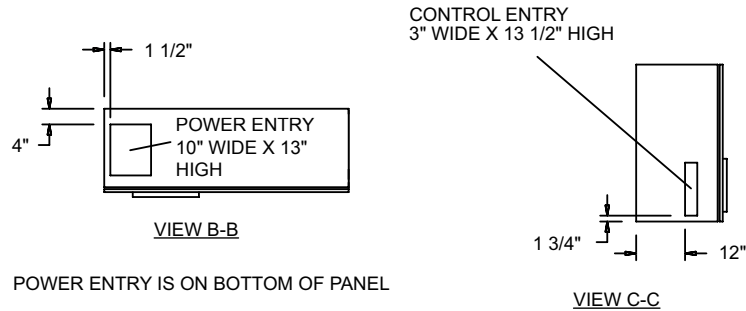 CONTROL ENTRY
3" WIDE X 13 1/2" HIGH
1 1/2"
4"
POWER ENTRY
10" WIDE X 13"
HIGH
VIEW B-B
1 3/4"
12"
POWER ENTRY IS ON BOTTOM OF PANEL
VIEW C-C